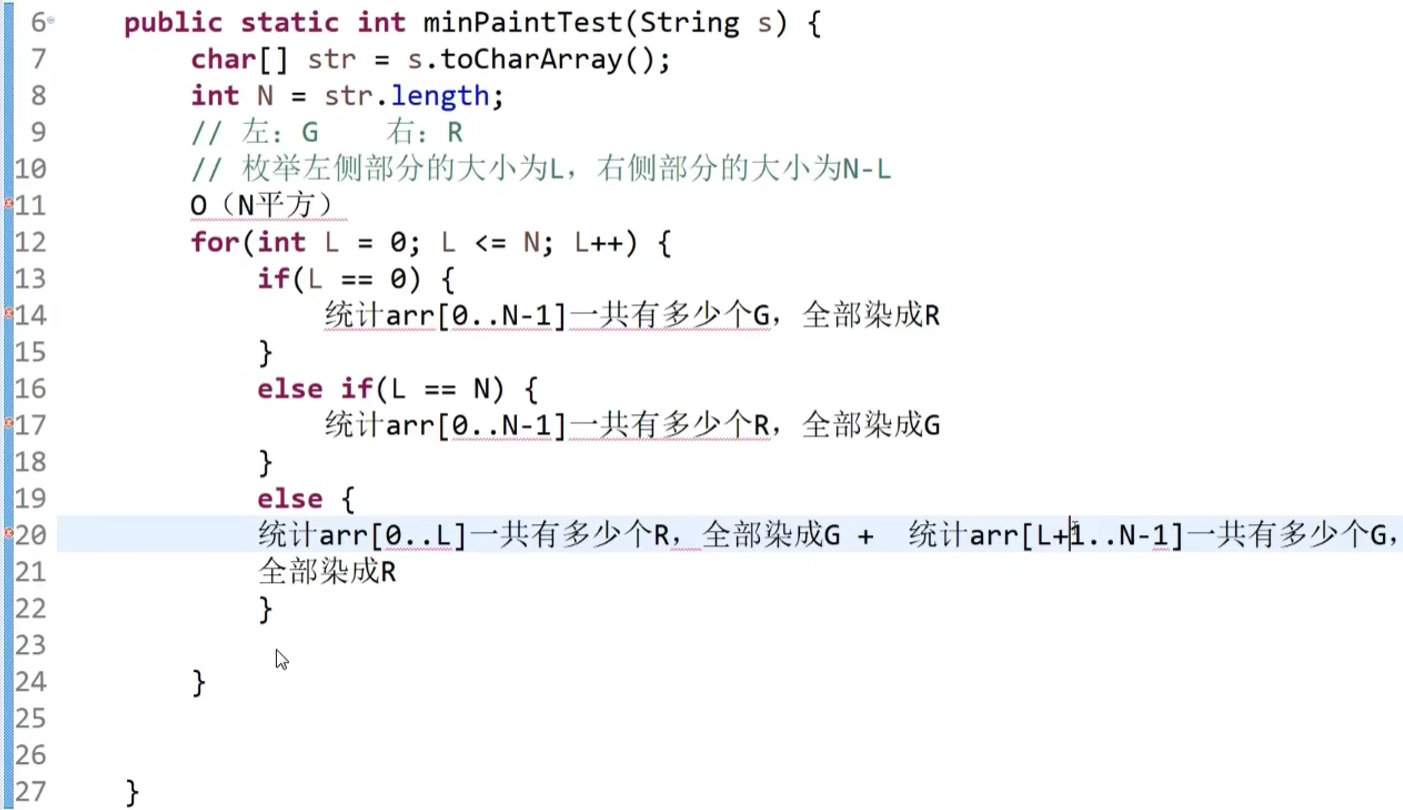 6 public static int minPaintTest(String s) {
7 char[] str = s.toCharArray();
8 int N = str.length;
9 // 左：G 右：R
10 // 枚举左侧部分的大小为L，右侧部分的大小为N-L
11 O（N平方）
12 for(int L = 0; L <= N; L++) {
13 if(L == 0) {
14 统计arr[0..N-1]一共有多少个G，全部染成R
15 }
16 else if(L == N) {
17 统计arr[0..N-1]一共有多少个R，全部染成G
18 }
19 else {
20 统计arr[0..L]一共有多少个R，全部染成G + 统计arr[L+1..N-1]一共有多少个G，
21 全部染成R
22 }
23
24 }
25
26
27 }